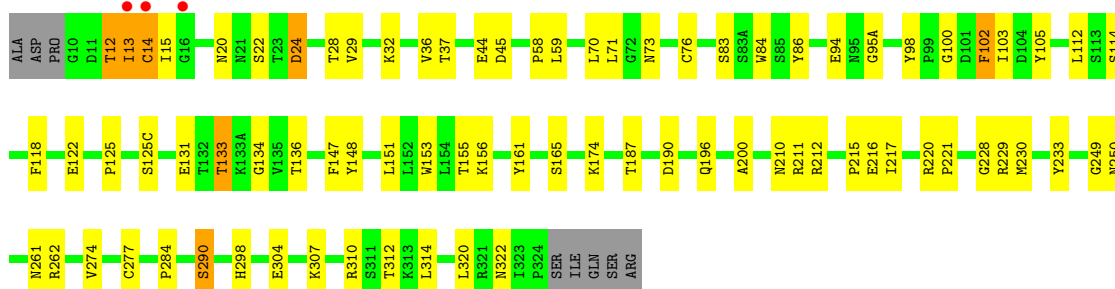 ALA ASP PRO G10 D11 T12 I13 C14 I15 G16 N20 N21 S22 T23 D24 T28 V29 K32 V36 T37 E44 D45 P58 L59 L70 L71 G72 N73 C76 S83 S83A W84 S85 Y86 E94 N95 G95A Y98 P99 G100 D101 F102 I103 D104 Y105 L112 S113 S114
F118 E122 P125 S125C E131 T132 T133 K133A G134 V135 T136 F147 Y148 L151 L152 W153 L154 T155 K156 Y161 S165 K174 T187 D190 Q196 A200 N210 R211 R212 P215 E216 I217 R220 P221 G228 R229 M230 Y233 G249 N250
N261 R262 V274 C277 P284 S290 H298 E304 K307 R310 S311 T312 K313 L314 L320 R321 N322 I323 P324 SER ILE GLN SER ARG